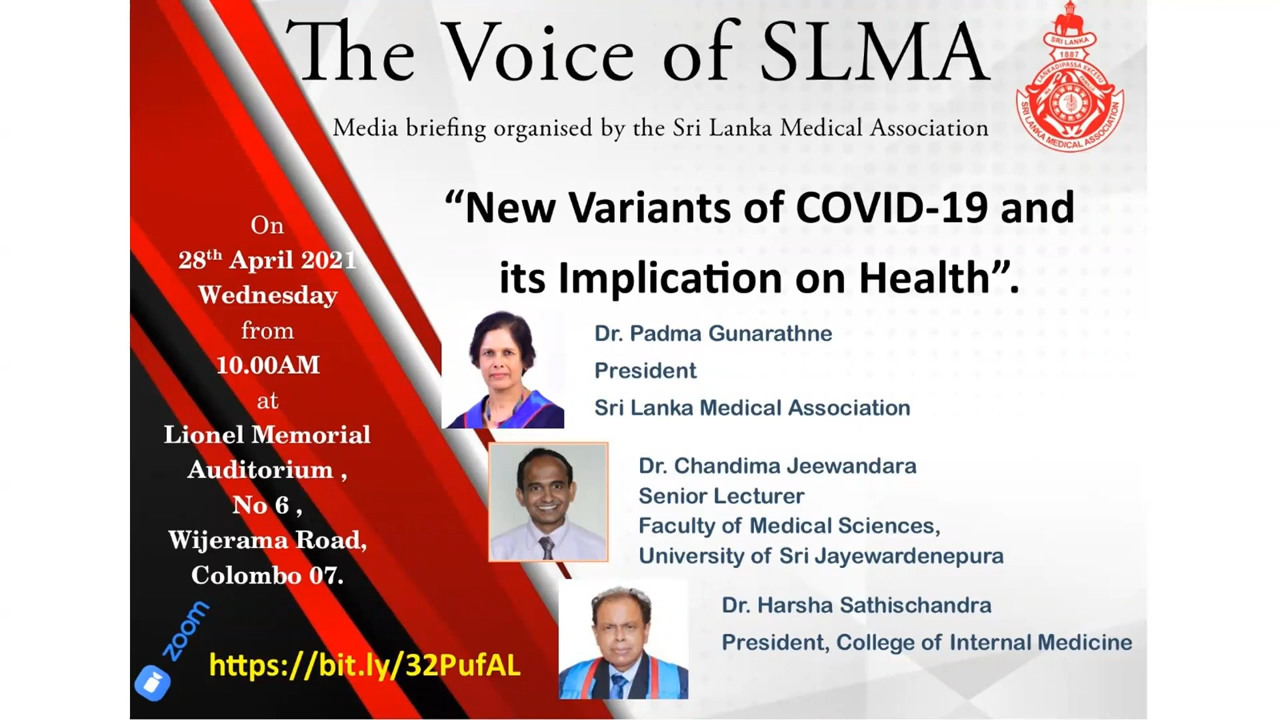 The Voice of SLMA
Media briefing organised by the Sri Lanka Medical Association
SRI LANKA
1887
SRI LANKA MEDICAL ASSOCIATION
“New Variants of COVID-19 and
its Implication on Health”.
On
28th April 2021
Wednesday
from
10.00AM
at
Lionel Memorial
Auditorium ,
No 6 ,
Wijerama Road,
Colombo 07.
Dr. Padma Gunarathne
President
Sri Lanka Medical Association
Dr. Chandima Jeewandara
Senior Lecturer
Faculty of Medical Sciences,
University of Sri Jayewardenepura
Dr. Harsha Sathischandra
President, College of Internal Medicine
zoom
https://bit.ly/32PufAL